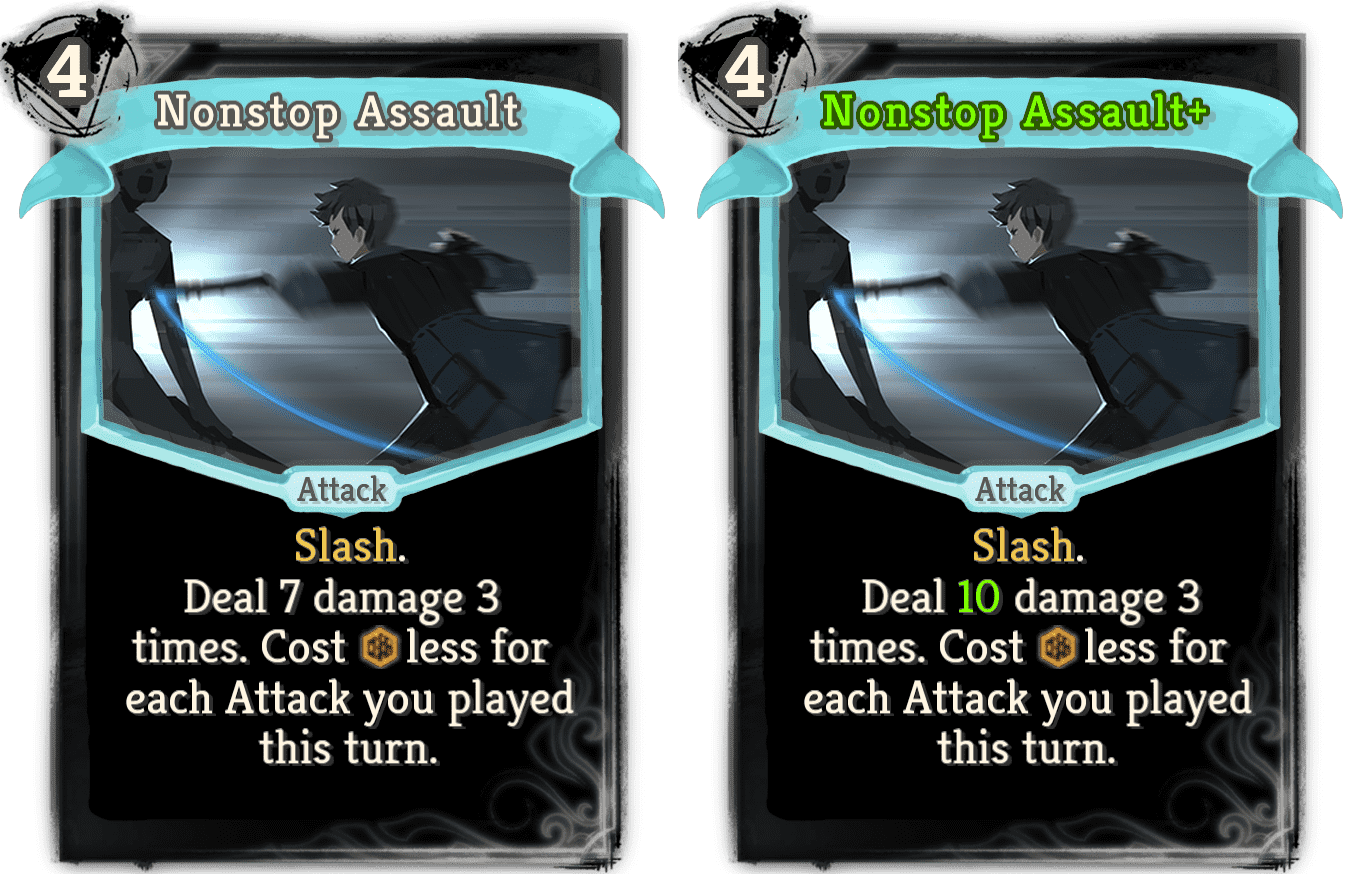 4
Nonstop Assault
Attack
Slash.
Deal 7 damage 3
times. Cost less for
each Attack you played
this turn.
4
Nonstop Assault+
Attack
Slash.
Deal 10 damage 3
times. Cost less for
each Attack you played
this turn.